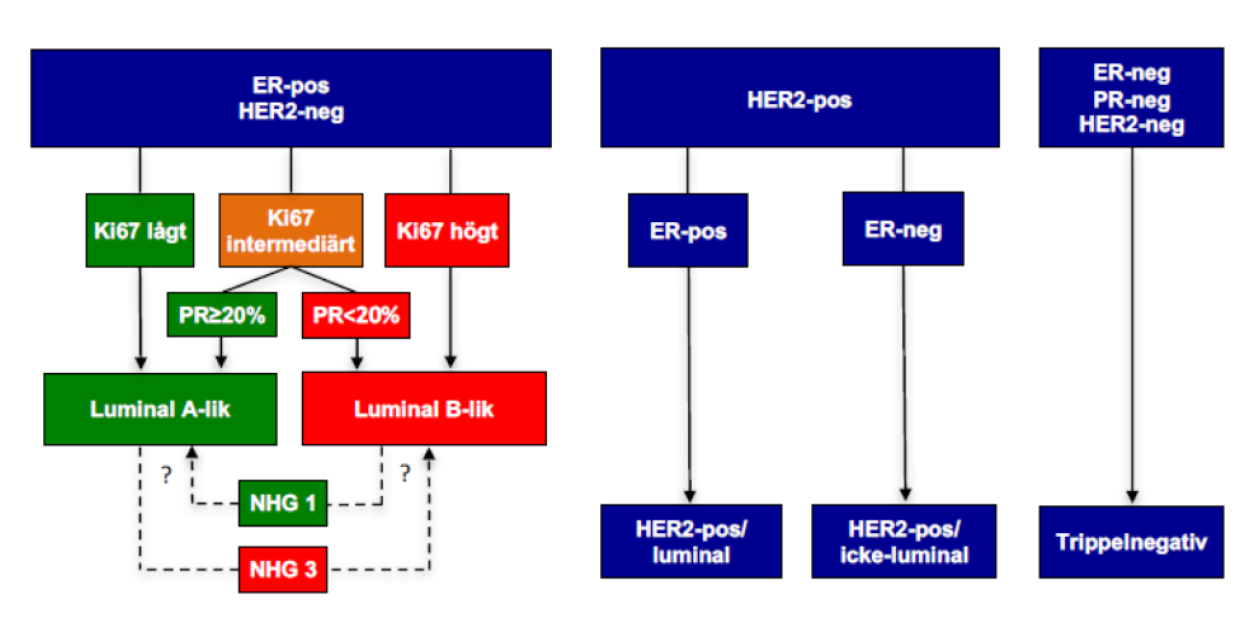 ER-pos
HER2-neg
HER2-pos
ER-neg
PR-neg
HER2-neg
Ki67 lågt
Ki67
intermediärt
Ki67 högt
ER-pos
ER-neg
PR≥20%
PR<20%
Luminal A-lik
Luminal B-lik
?
?
NHG 1
NHG 3
HER2-pos/
luminal
HER2-pos/
icke-luminal
Trippelnegativ